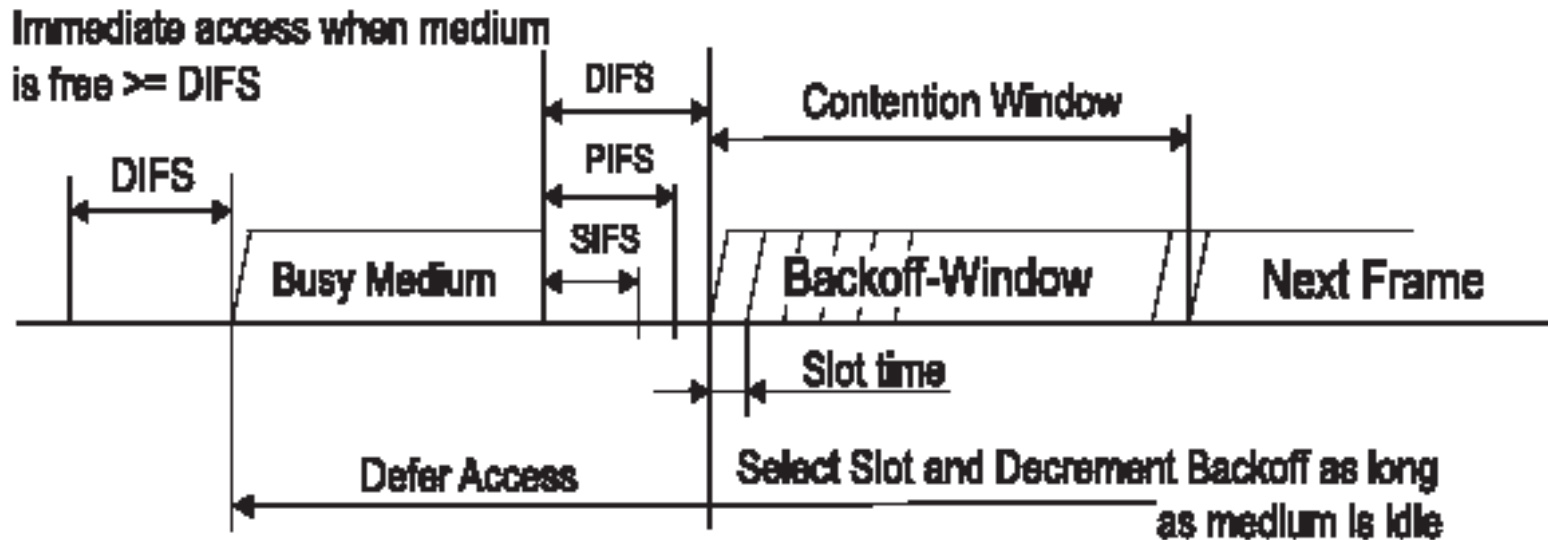 Immediate access when medium
is free >= DIFS
DIFS
DIFS
PIFS
SIFS
Contention Window
Busy Medium
Backoff-Window
Next Frame
Slot time
Defer Access
Select Slot and Decrement Backoff as long
as medium is idle